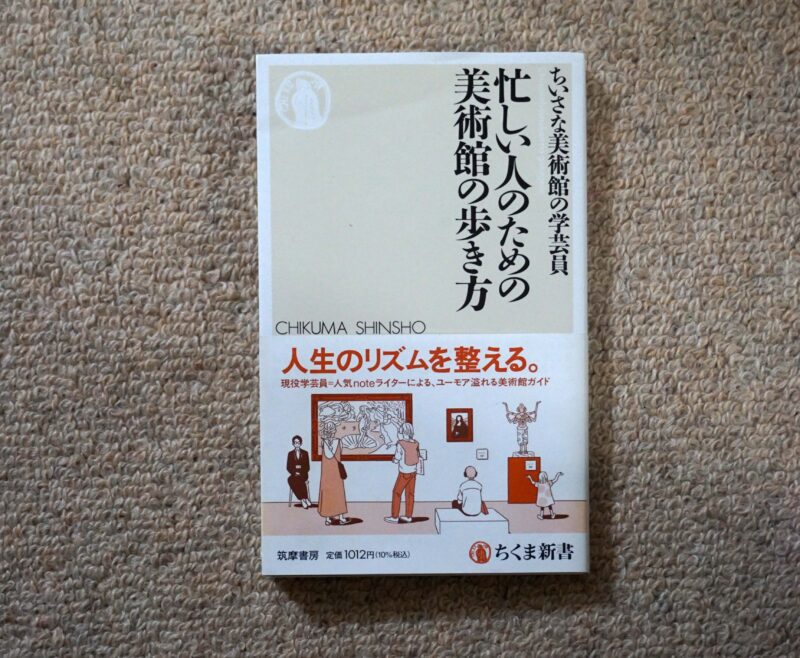 ちいさな美術館の学芸員
忙しい人のための
美術館の歩き方
CHIKUMA SHINSHO
人生のリズムを整える。
現役学芸員=人気noteライターによる、ユーモア溢れる美術館ガイド
筑摩書房 定価1012円(10%税込)
ちくま新書